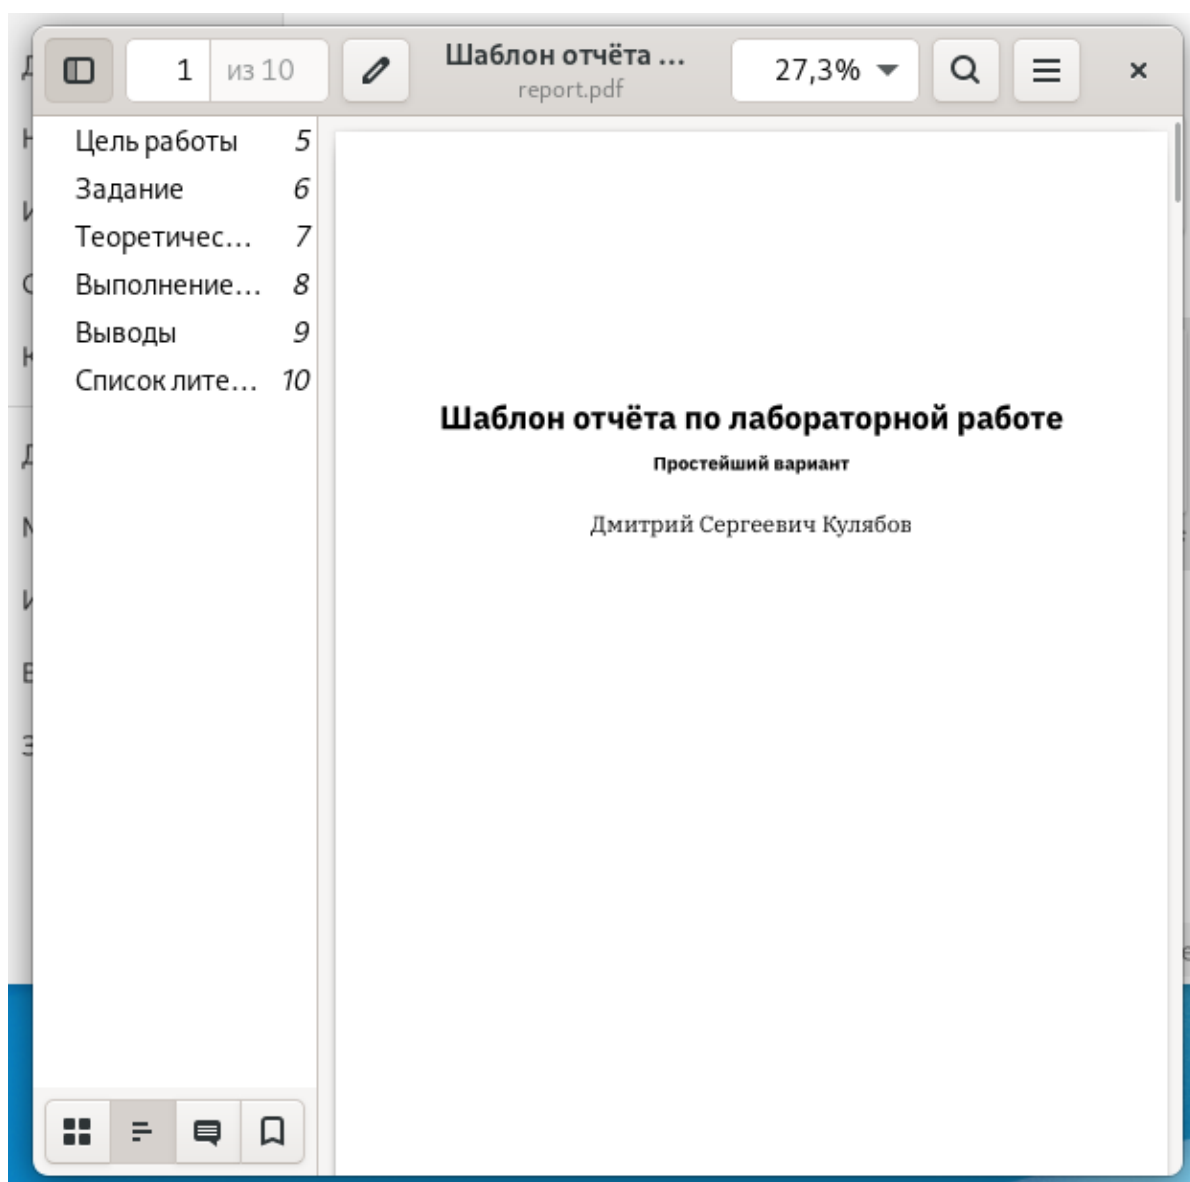 1 из 10
Шаблон отчёта ...
report.pdf
27,3%
Цель работы 5
Задание 6
Теоретичес... 7
Выполнение... 8
Выводы 9
Список лите... 10
Шаблон отчёта по лабораторной работе
Простейший вариант
Дмитрий Сергеевич Кулябов